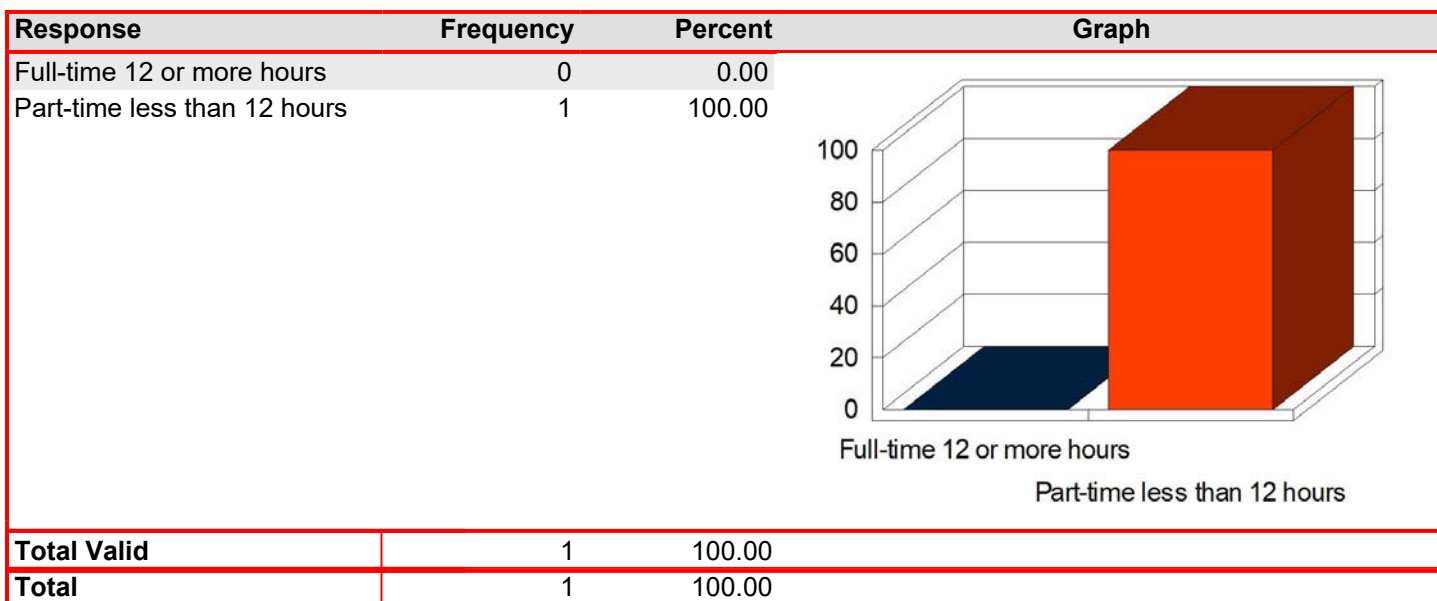 Response Frequency Percent Graph
Full-time 12 or more hours 0 0.00
Part-time less than 12 hours 1 100.00
100
80
60
40
20
0
Full-time 12 or more hours
Part-time less than 12 hours
Total Valid 1 100.00
Total 1 100.00